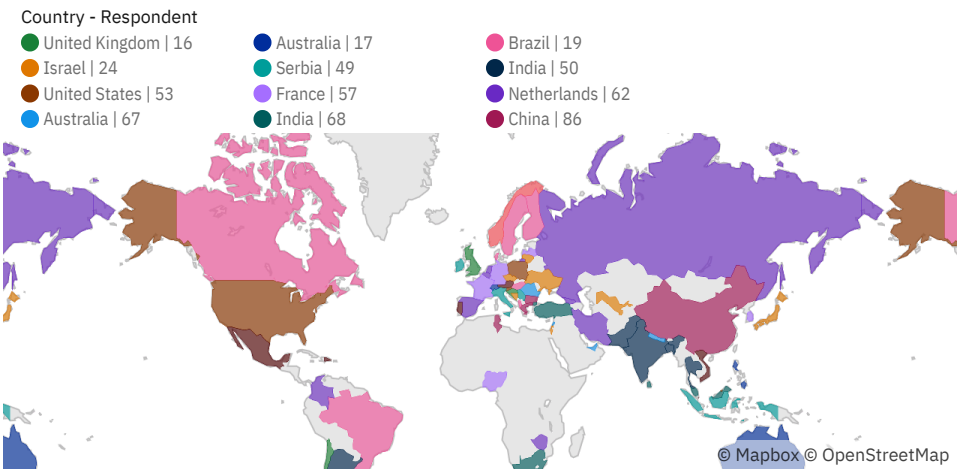 Country - Respondent
United Kingdom | 16
Israel | 24
United States | 53
Australia | 67
Australia | 17
Serbia | 49
France | 57
India | 68
Brazil | 19
India | 50
Netherlands | 62
China | 86
© Mapbox © OpenStreetMap